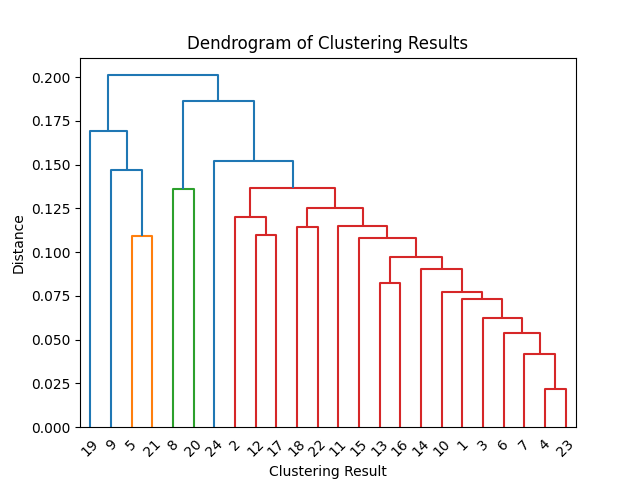 Dendrogram of Clustering Results
Distance
0.200
0.175
0.150
0.125
0.100
0.075
0.050
0.025
0.000
19 9 5 21 8 20 24 2 12 17 18 22 11 15 13 16 14 10 1 3 6 7 4 23
Clustering Result